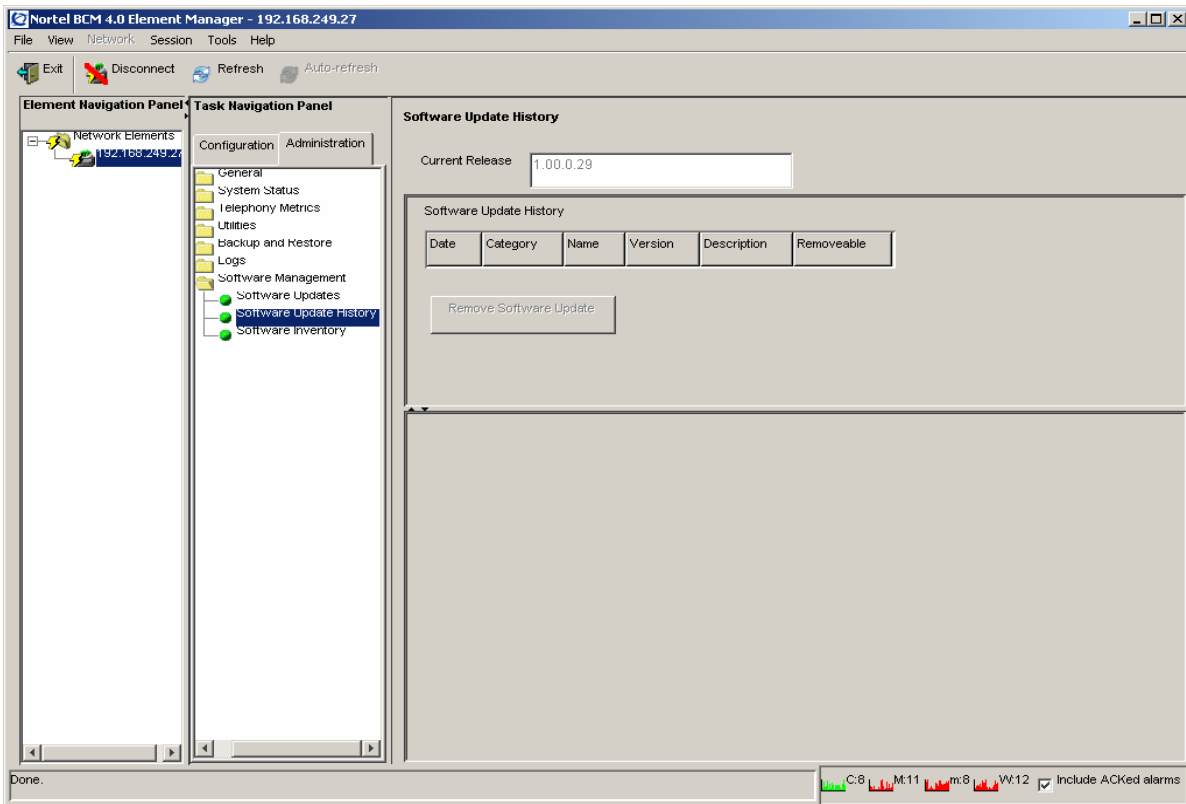 Nortel BCM 4.0 Element Manager - 192.168.249.27
File View Network Session Tools Help
Exit Disconnect Refresh Auto-refresh
Element Navigation Panel
Network Elements
192.168.249.27
Task Navigation Panel
Configuration Administration
General
System Status
Telephony Metrics
Utilities
Backup and Restore
Logs
Software Management
Software Updates
Software Update History
Software Inventory
Software Update History
Current Release 1.00.0.29
Software Update History
Date Category Name Version Description Removeable
Remove Software Update
Done.
C:8 M:11 m:8 W:12 Include ACKed alarms